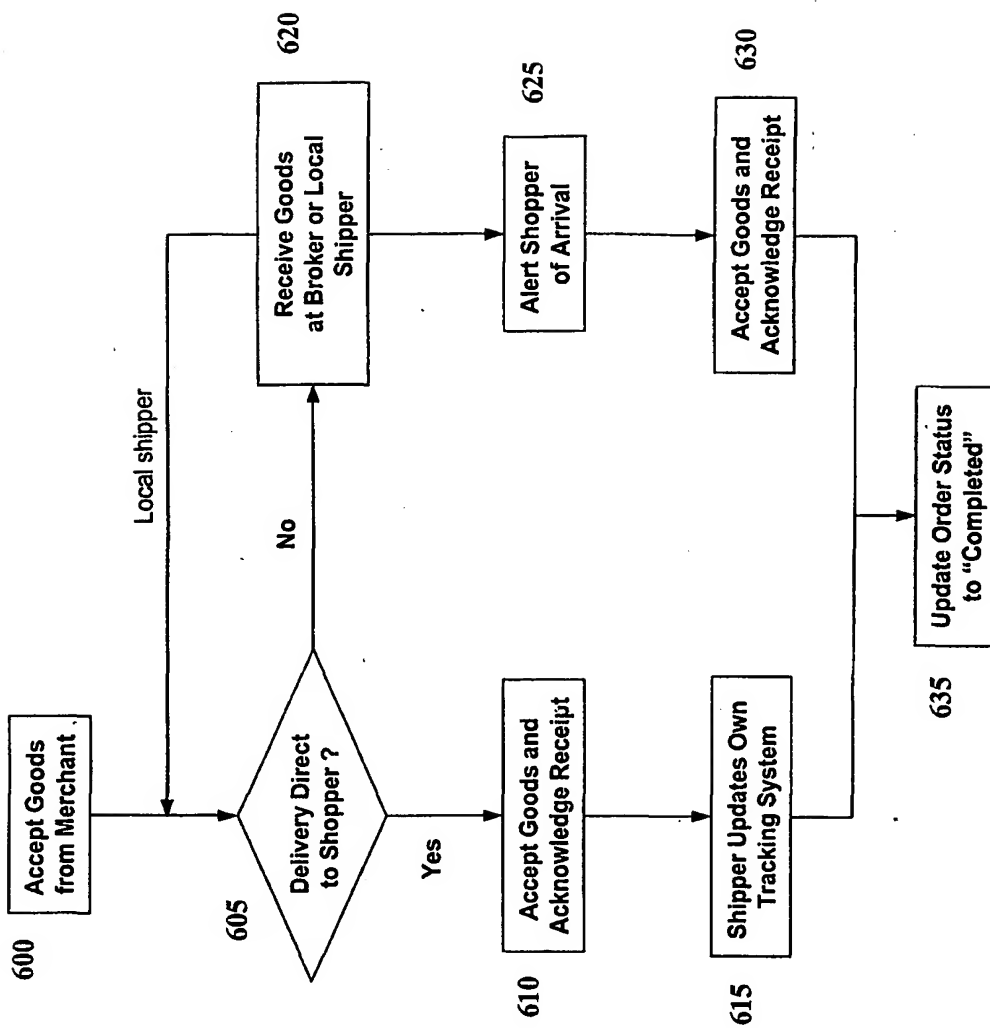 600
Accept Goods
from Merchant
Local shipper
605
Delivery Direct
to Shopper ?
No
Receive Goods
at Broker or Local
Shipper
620
Yes
610
Accept Goods and
Acknowledge Receipt
Alert Shopper
of Arrival
625
615
Shipper Updates Own
Tracking System
Accept Goods and
Acknowledge Receipt
630
635
Update Order Status
to “Completed”